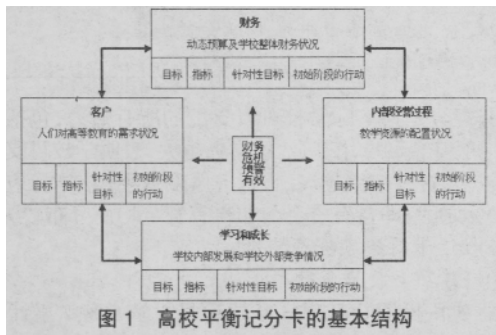 财务
动态预算及学校整体财务状况
目标 指标 针对性目标 初始阶段的行动
客户
人们对高等教育的需求状况
目标 指标 针对性目标 初始阶段的行动
财务
危机
预警
有效
内部经营过程
教学资源的配置状况
目标 指标 针对性目标 初始阶段的行动
学习和成长
学校内部发展和学校外部竞争情况
目标 指标 针对性目标 初始阶段的行动
图 1 高校平衡记分卡的基本结构